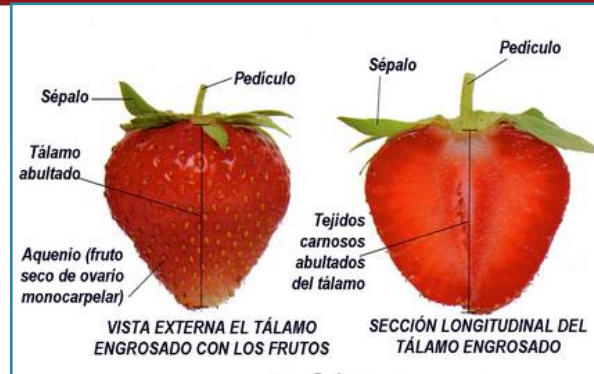 Sépalo
Pedículo
Tálamo
abultado
Aquenio (fruto
seco de ovario
monocarpelar)
VISTA EXTERNA EL TÁLAMO
ENGROSADO CON LOS FRUTOS
Sépalo
Pedículo
Tejidos
carnosos
abultados
del tálamo
SECCIÓN LONGITUDINAL DEL
TÁLAMO ENGROSADO